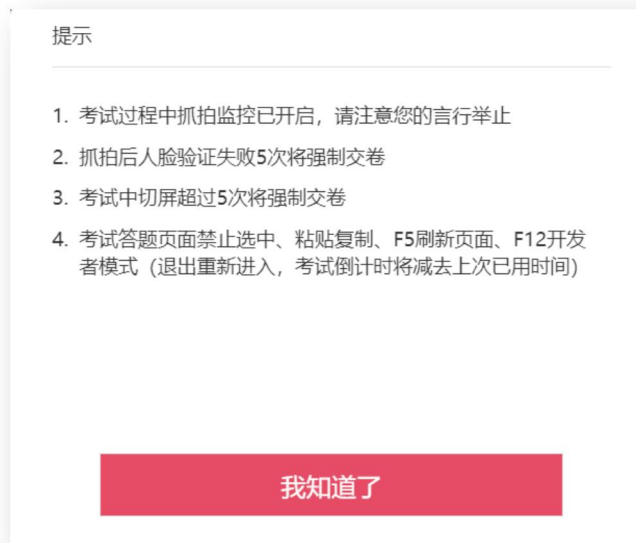 提示
1. 考试过程中抓拍监控已开启，请注意您的言行举止
2. 抓拍后人脸验证失败5次将强制交卷
3. 考试中切屏超过5次将强制交卷
4. 考试答题页面禁止选中、粘贴复制、F5刷新页面、F12开发
者模式（退出重新进入，考试倒计时将减去上次已用时间）
我知道了